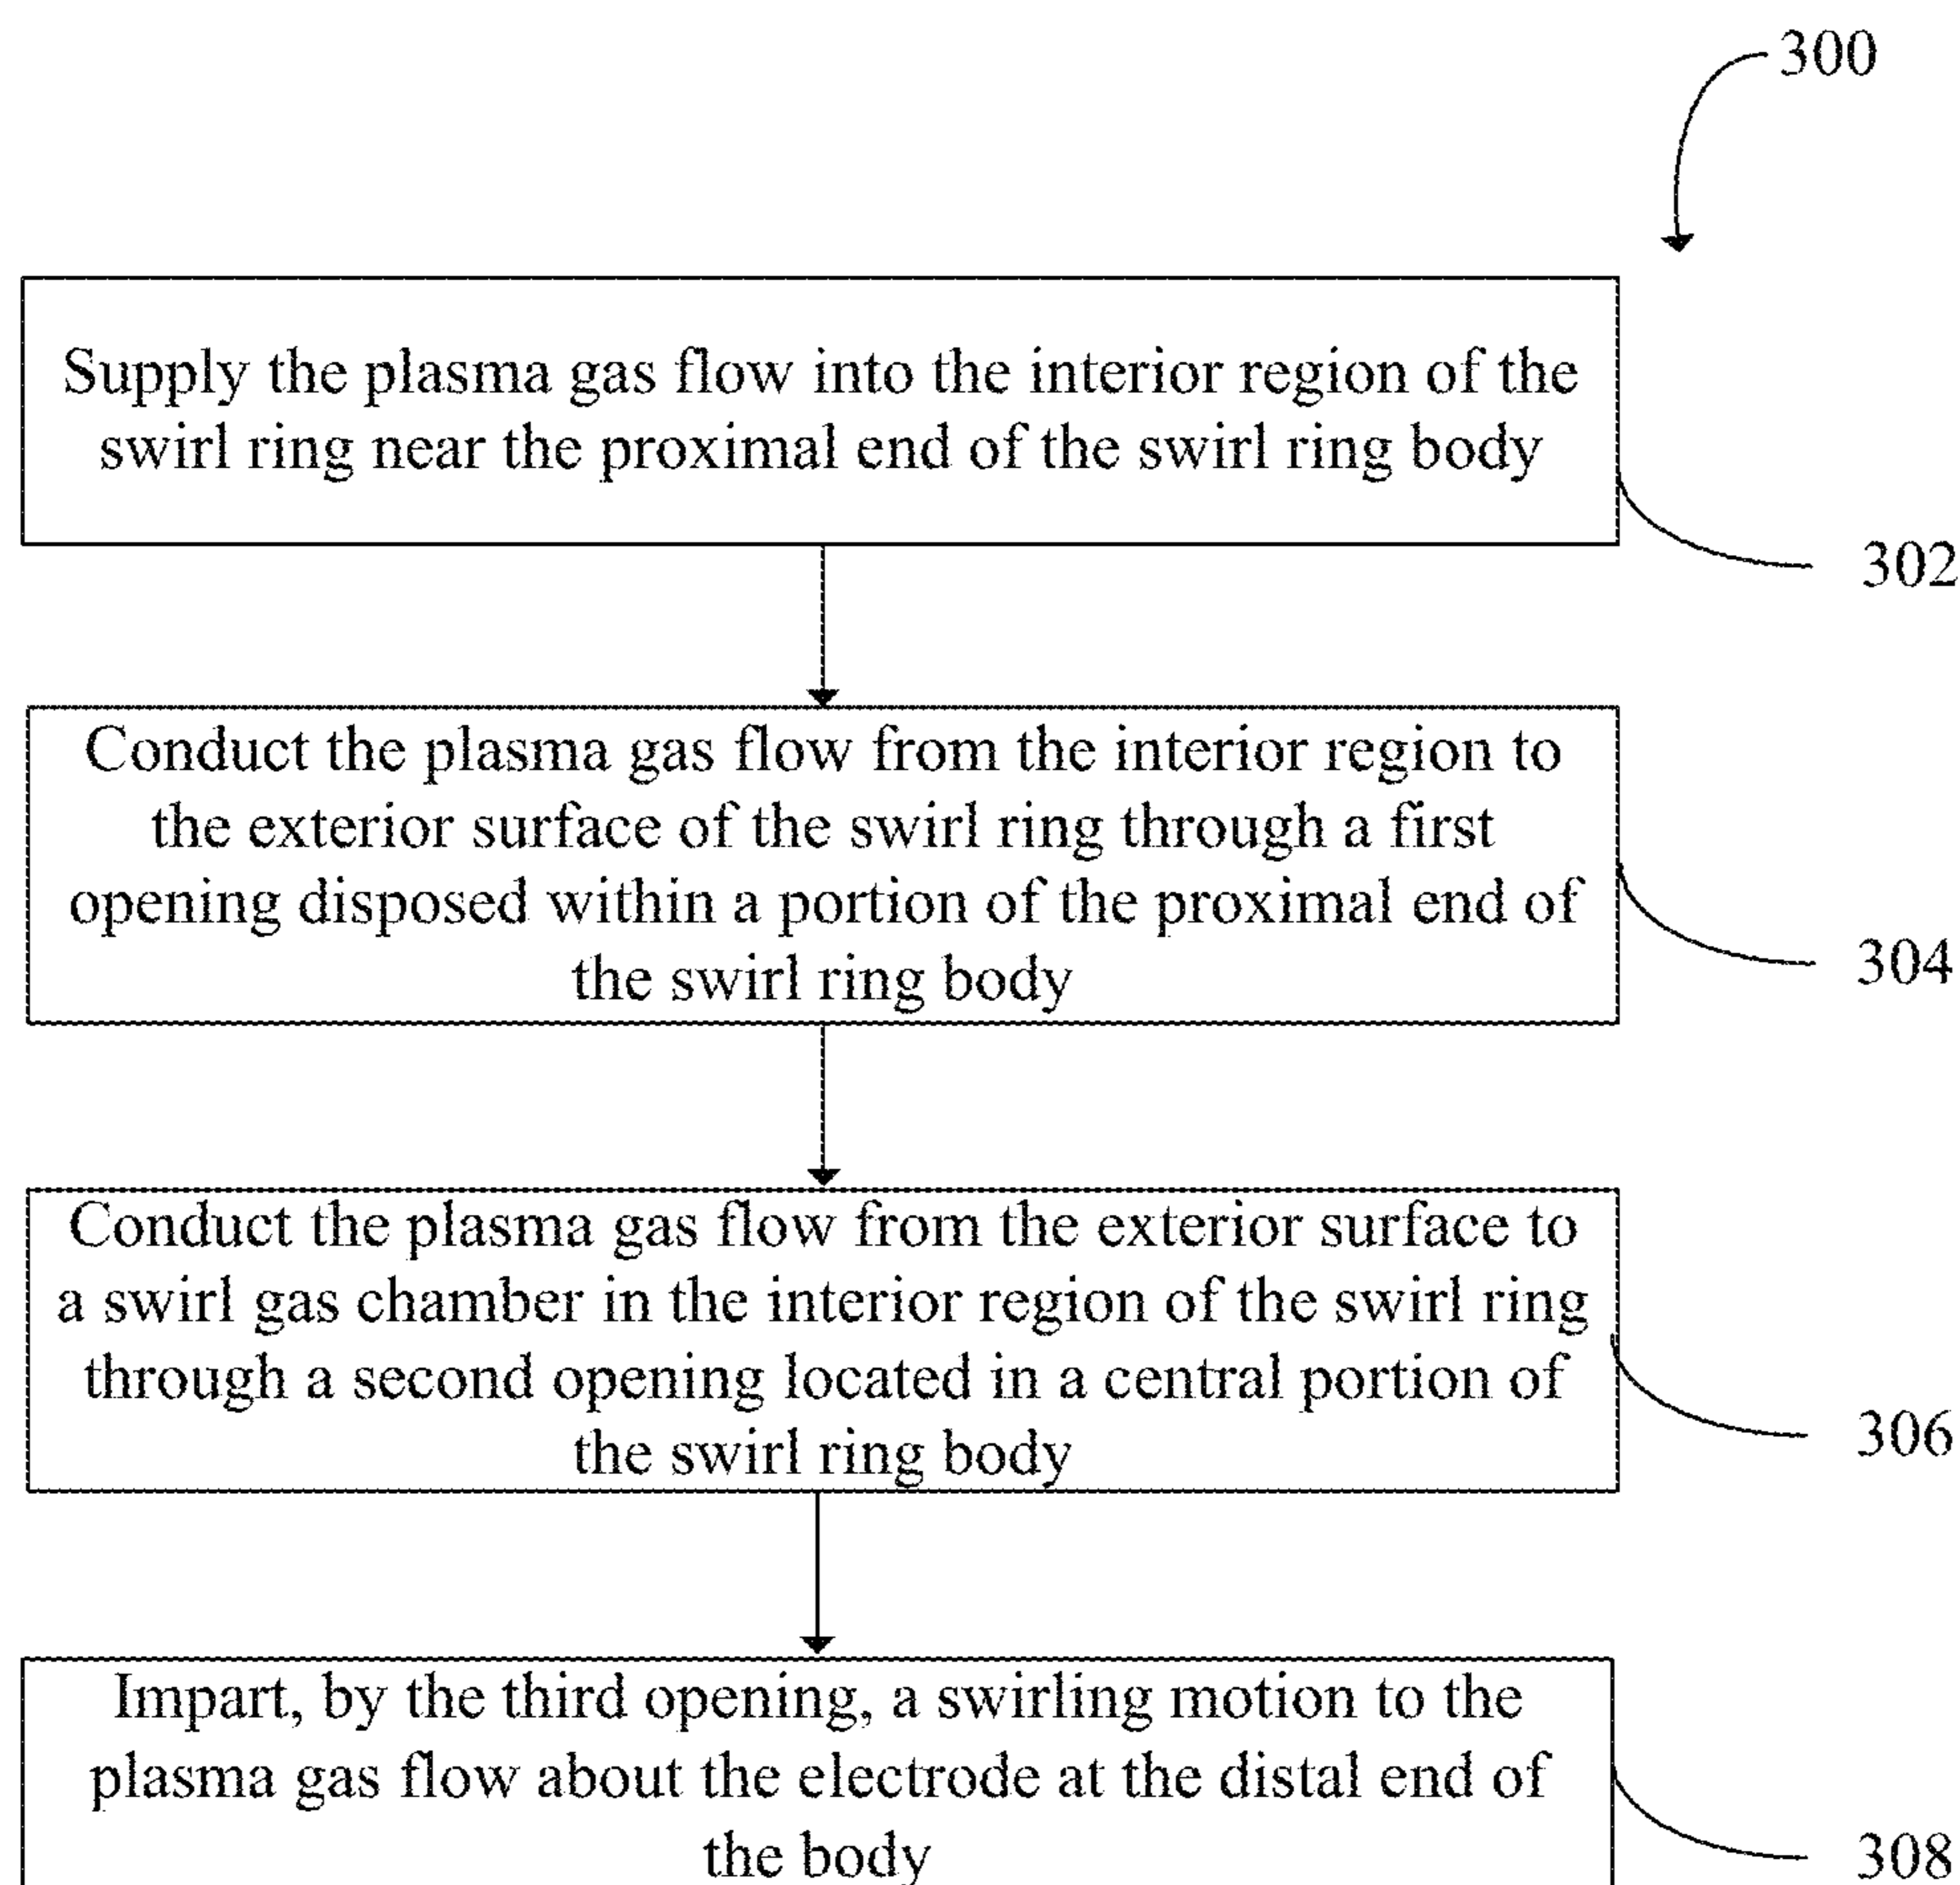 300
Supply the plasma gas flow into the interior region of the
swirl ring near the proximal end of the swirl ring body
302
Conduct the plasma gas flow from the interior region to
the exterior surface of the swirl ring through a first
opening disposed within a portion of the proximal end of
the swirl ring body
304
Conduct the plasma gas flow from the exterior surface to
a swirl gas chamber in the interior region of the swirl ring
through a second opening located in a central portion of
the swirl ring body
306
Impart, by the third opening, a swirling motion to the
plasma gas flow about the electrode at the distal end of
the body
308